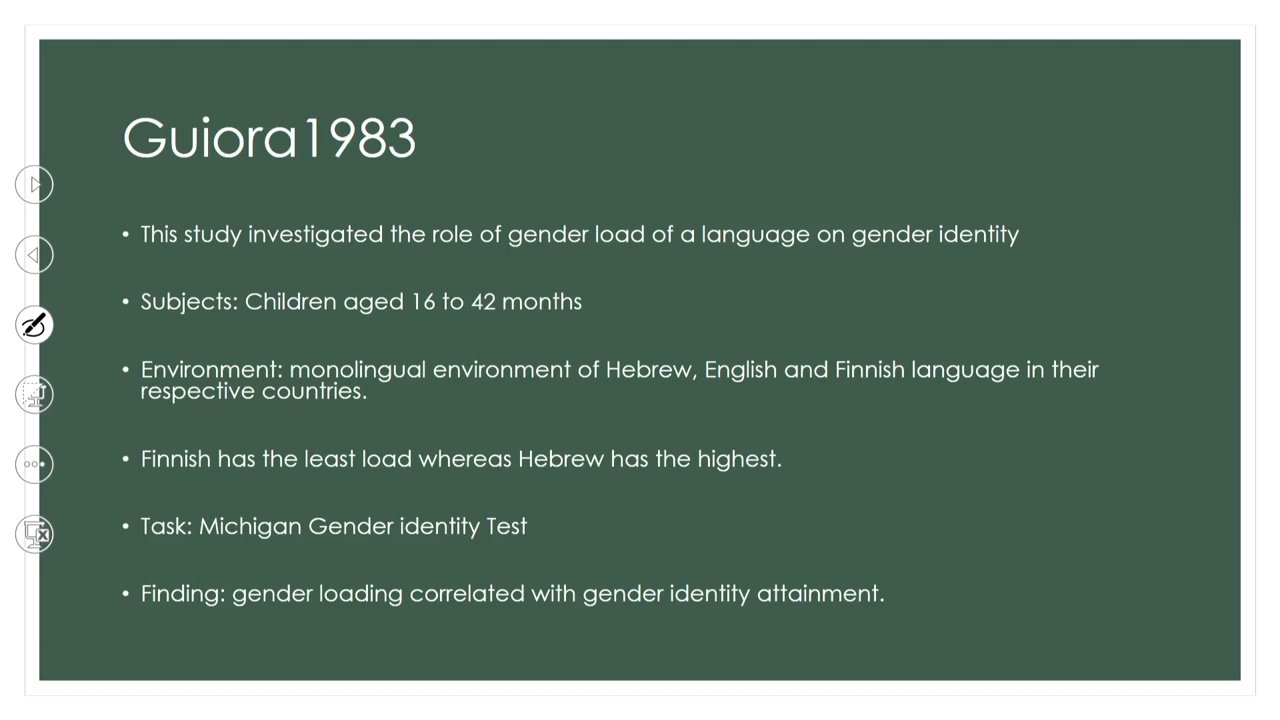 Guiora1983
• This study investigated the role of gender load of a language on gender identity
• Subjects: Children aged 16 to 42 months
• Environment: monolingual environment of Hebrew, English and Finnish language in their
respective countries.
• Finnish has the least load whereas Hebrew has the highest.
• Task: Michigan Gender identity Test
• Finding: gender loading correlated with gender identity attainment.